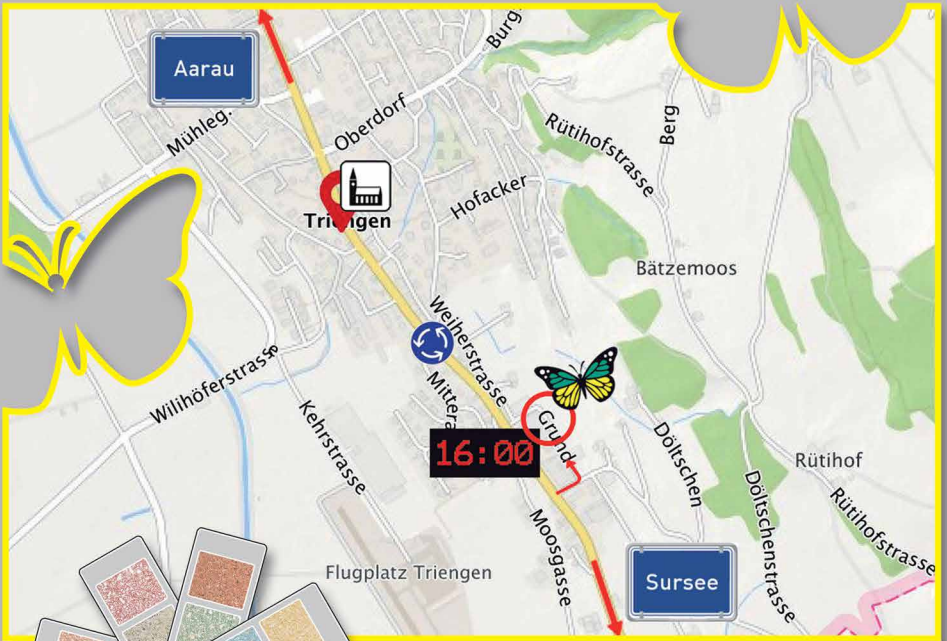 Aarau
Burg.
Mühleg.
Oberdorf
Berg
Rütihofstrasse
Hofacker
Triengen
Bätzemoos
Weiherstrasse
Wilihöferstrasse
Mittera
Grund
Kehrstrasse
16:00
Döltschen
Rütihof
Döltschenstrasse
Rütihofstrasse
Moosgasse
Flugplatz Triengen
Sursee